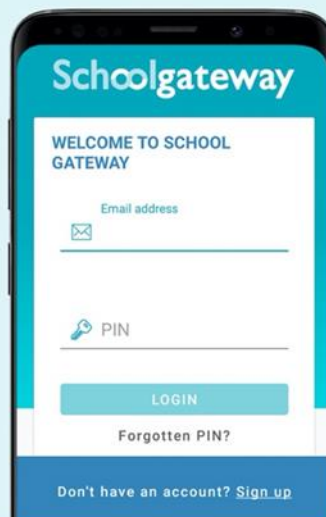 Schoolgateway
WELCOME TO SCHOOL
GATEWAY
Email address
PIN
LOGIN
Forgotten PIN?
Don't have an account? Sign up